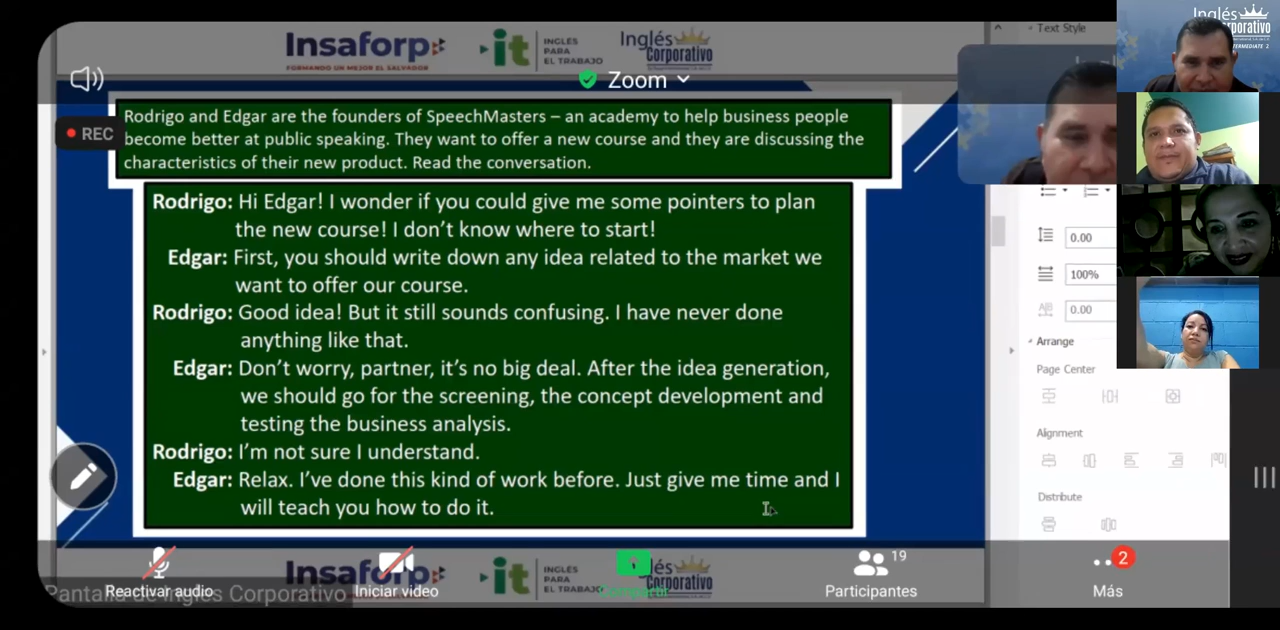 Insaforp
FORMANDO UN MEJOR EL SALVADOR
it
INGLÉS
PARA
EL TRABAJO
Inglés
Corporativo
Text Style
Inglés
Zoom
REC
Rodrigo and Edgar are the founders of SpeechMasters – an academy to help business people
become better at public speaking. They want to offer a new course and they are discussing the
characteristics of their new product. Read the conversation.
Rodrigo: Hi Edgar! I wonder if you could give me some pointers to plan
the new course! I don't know where to start!
Edgar: First, you should write down any idea related to the market we
want to offer our course.
Rodrigo: Good idea! But it still sounds confusing. I have never done
anything like that.
Edgar: Don't worry, partner, it's no big deal. After the idea generation,
we should go for the screening, the concept development and
testing the business analysis.
Rodrigo: I'm not sure I understand.
Edgar: Relax. I've done this kind of work before. Just give me time and I
will teach you how to do it.
0.00
100%
0.00
Arrange
Page Center
Alignment
Distribute
Insaforp
it
INGLÉS
PARA
EL TRABAJO
Corporativo
19
2
Reactivar audio
Iniciar video
Compartir
Participantes
Más
Pantalla de Inglés Corporativo